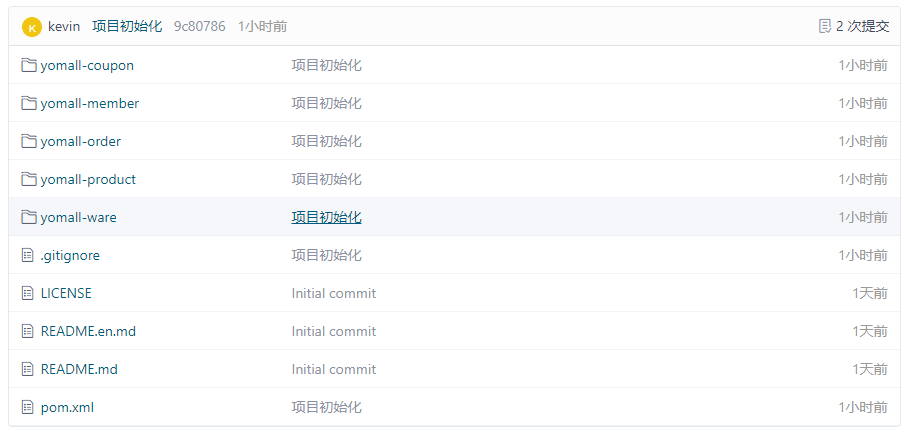 K kevin 项目初始化 9c80786 1小时前 2 次提交
yomall-coupon 项目初始化 1小时前
yomall-member 项目初始化 1小时前
yomall-order 项目初始化 1小时前
yomall-product 项目初始化 1小时前
yomall-ware 项目初始化 1小时前
.gitignore 项目初始化 1小时前
LICENSE Initial commit 1天前
README.en.md Initial commit 1天前
README.md Initial commit 1天前
pom.xml 项目初始化 1小时前